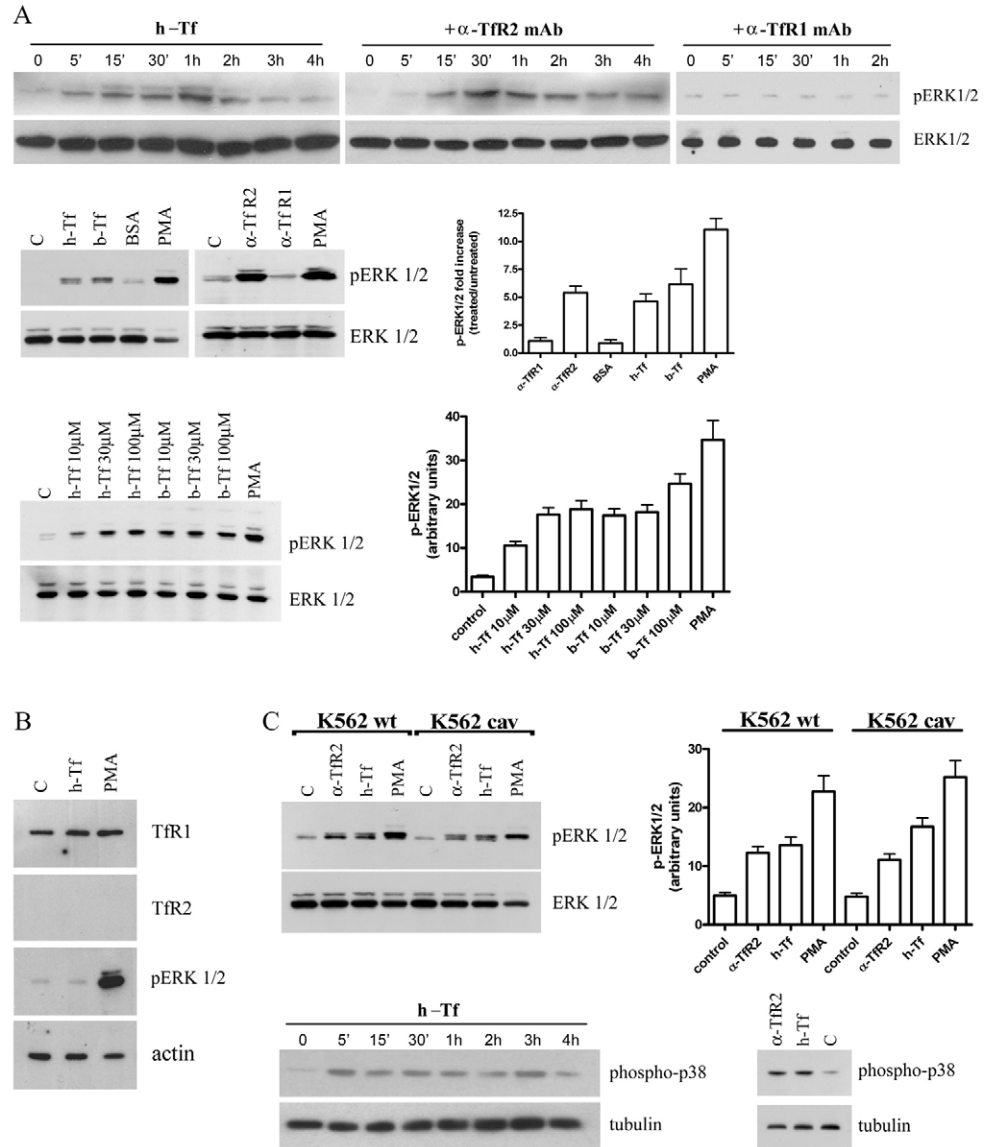 A
h –Tf
+ α-TfR2 mAb
+ α-TfR1 mAb
0 5' 15' 30' 1h 2h 3h 4h
0 5' 15' 30' 1h 2h 3h 4h
0 5' 15' 30' 1h 2h
pERK1/2
ERK1/2
C h-Tf b-Tf BSA PMA
C α-Tf R2 α-Tf R1 PMA
pERK 1/2
ERK 1/2
p-ERK1/2 fold increase
(treated/untreated)
12.5
10.0
7.5
5.0
2.5
0.0
α-TfR1 α-TfR2 BSA h-Tf b-Tf PMA
C h-Tf 10μM h-Tf 30μM h-Tf 100μM b-Tf 10μM b-Tf 30μM b-Tf 100μM PMA
pERK 1/2
ERK 1/2
p-ERK1/2
(arbitrary units)
40
30
20
10
0
control h-Tf 10μM h-Tf 30μM h-Tf 100μM b-Tf 10μM b-Tf 30μM b-Tf 100μM PMA
B
C h-Tf PMA
TfR1
TfR2
pERK 1/2
actin
C
K562 wt K562 cav
C α-TfR2 h-Tf PMA C α-TfR2 h-Tf PMA
pERK 1/2
ERK 1/2
K562 wt K562 cav
p-ERK1/2
(arbitrary units)
30
20
10
0
control α-TfR2 h-Tf PMA control α-TfR2 h-Tf PMA
h –Tf
0 5' 15' 30' 1h 2h 3h 4h
phospho-p38
tubulin
α-TfR2 h-Tf C
phospho-p38
tubulin